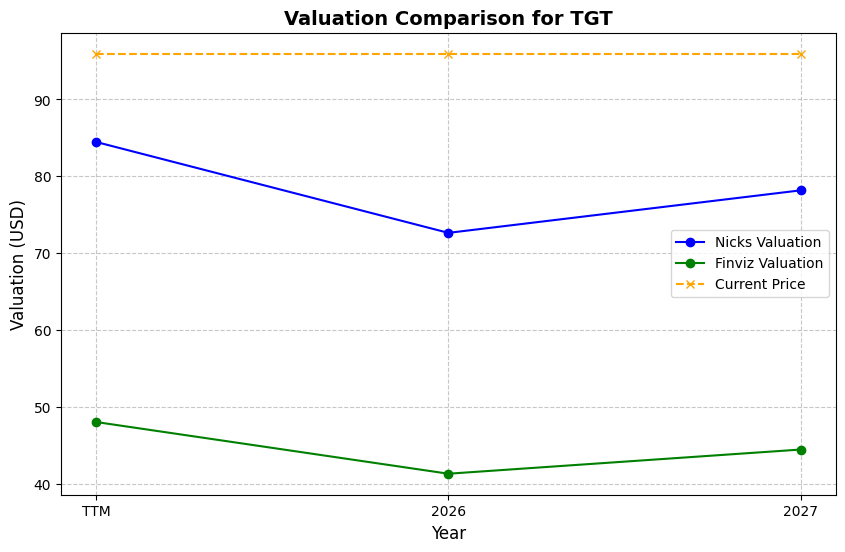 Valuation Comparison for TGT
Valuation (USD)
90
80
70
60
50
40
Nicks Valuation
Finviz Valuation
Current Price
TTM
2026
2027
Year